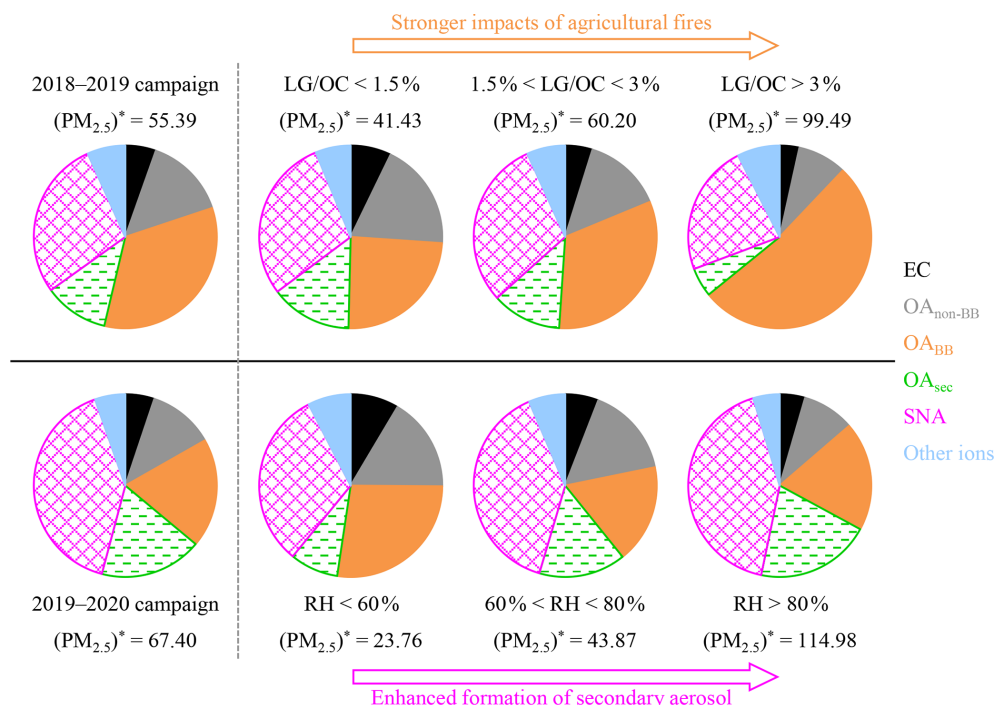 Stronger impacts of agricultural fires
2018–2019 campaign
(PM2.5)* = 55.39
LG/OC < 1.5%
(PM2.5)* = 41.43
1.5% < LG/OC < 3%
(PM2.5)* = 60.20
LG/OC > 3%
(PM2.5)* = 99.49
EC
OAnon-BB
OABB
OAsec
SNA
Other ions
2019–2020 campaign
(PM2.5)* = 67.40
RH < 60%
(PM2.5)* = 23.76
60% < RH < 80%
(PM2.5)* = 43.87
RH > 80%
(PM2.5)* = 114.98
Enhanced formation of secondary aerosol